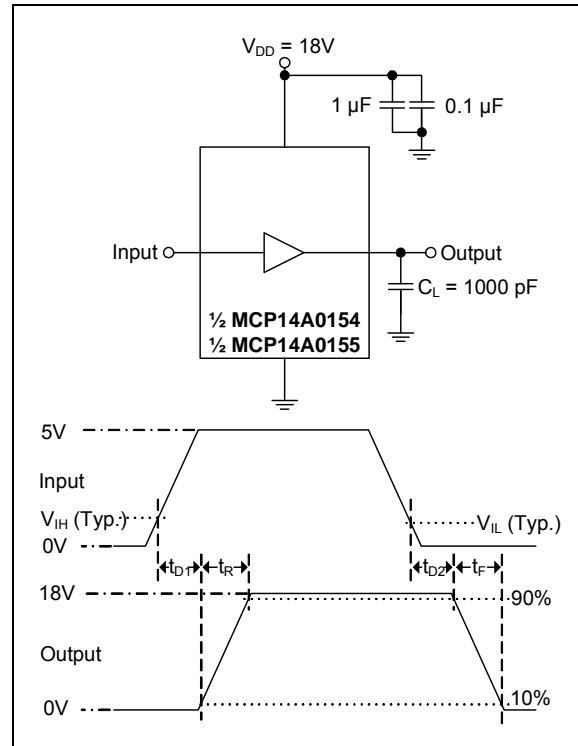 V_DD = 18V
1 µF 0.1 µF
Input Output
C_L = 1000 pF
½ MCP14A0154
½ MCP14A0155
5V
Input
V_IH (Typ.) V_IL (Typ.)
0V
t_D1 t_R t_D2 t_F
18V 90%
Output
0V 10%